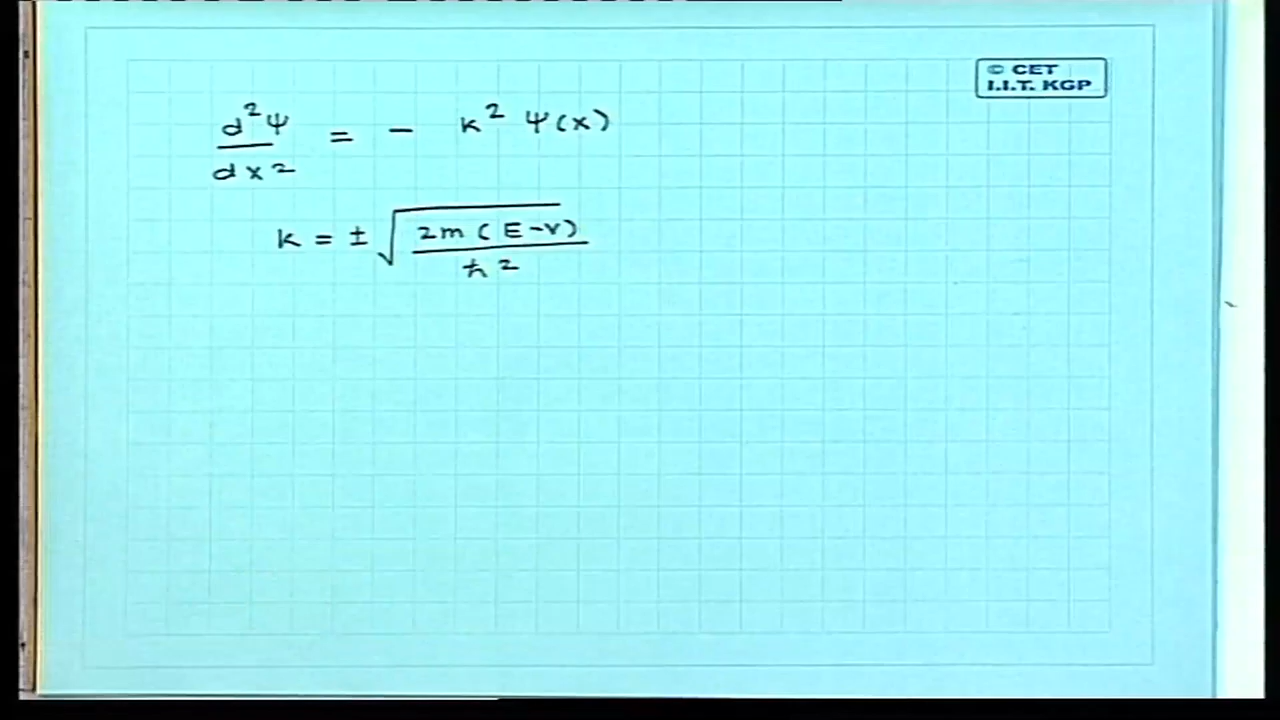 © CET
I.I.T. KGP
d²Ψ
dx2
= - k² Ψ(x)
k = ± √
2m (E-V)
ħ2